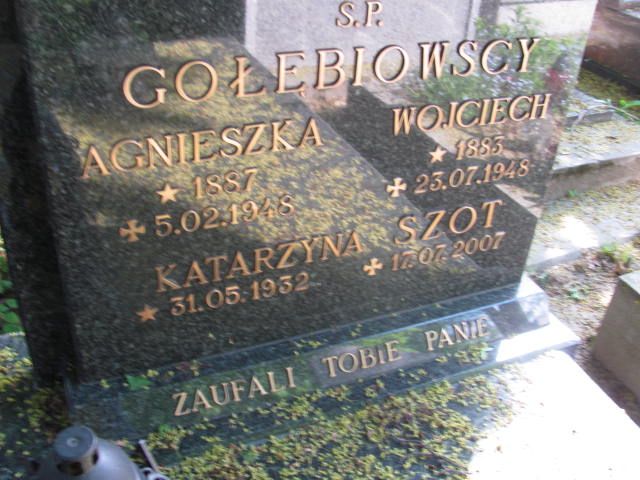 S.P.
GOŁĘBIOWSCY
AGNIESZKA WOJCIECH
★ 1887 ★ 1883
✠ 5.02.1948 ✠ 23.07.1948
KATARZYNA SZOT
★ 31.05.1932 ✠ 17.07.2007
ZAUFALI TOBIE PANIE